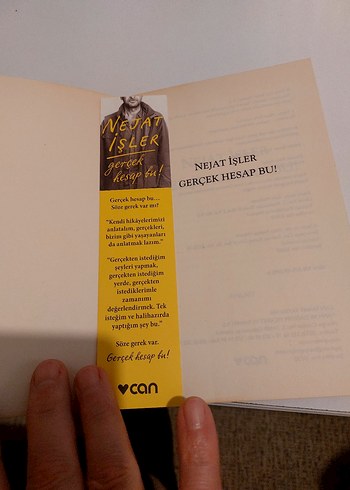 NEJAT
İŞLER
gerçek
hesap bu!
Gerçek hesap bu...
Söze gerek var mı?
"Kendi hikâyelerimizi
anlatalım, gerçekleri,
bizim gibi yaşayanları
da anlatmak lazım."
"Gerçekten istediğim
şeyleri yapmak,
gerçekten istediğim
yerde, gerçekten
istediklerimle
zamanımı
değerlendirmek. Tek
isteğim ve halihazırda
yaptığım şey bu."
Söze gerek var.
Gerçek hesap bu!
can
NEJAT İŞLER
GERÇEK HESAP BU!